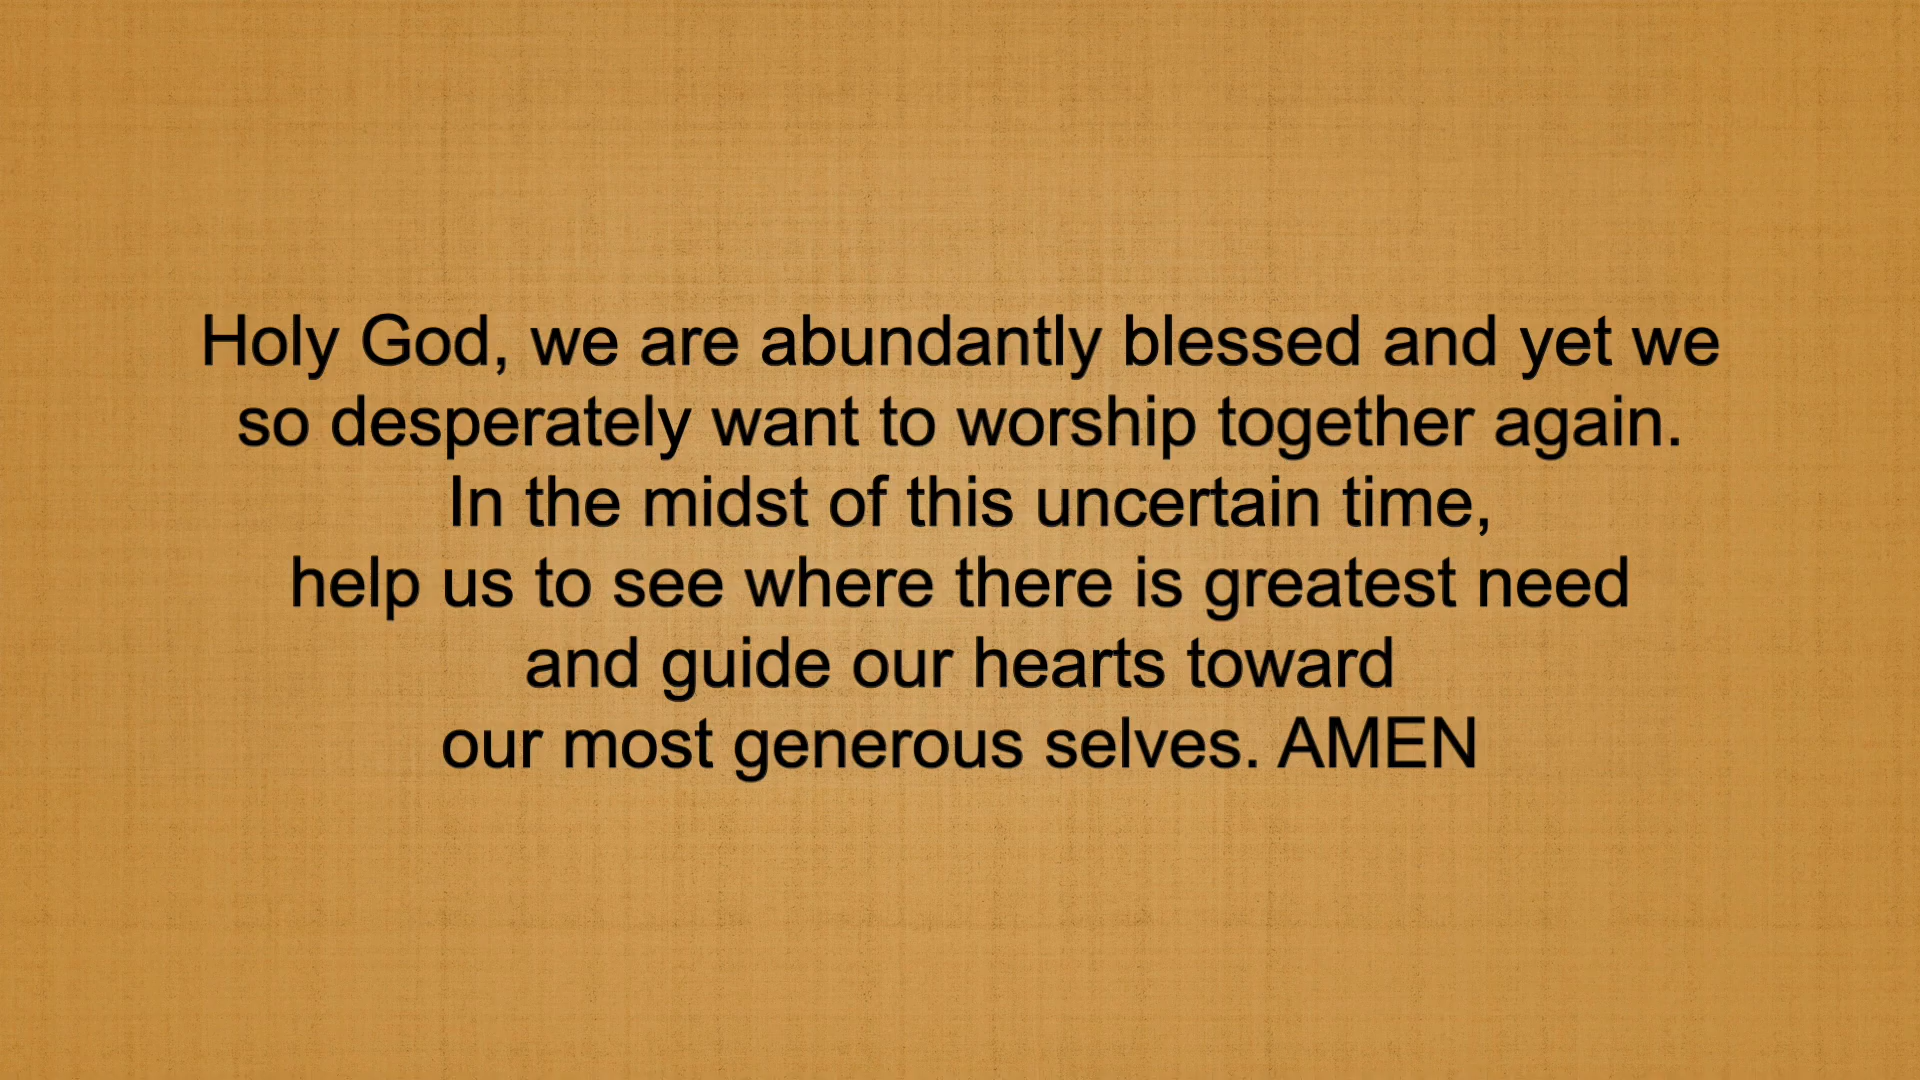 Holy God, we are abundantly blessed and yet we
so desperately want to worship together again.
In the midst of this uncertain time,
help us to see where there is greatest need
and guide our hearts toward
our most generous selves. AMEN